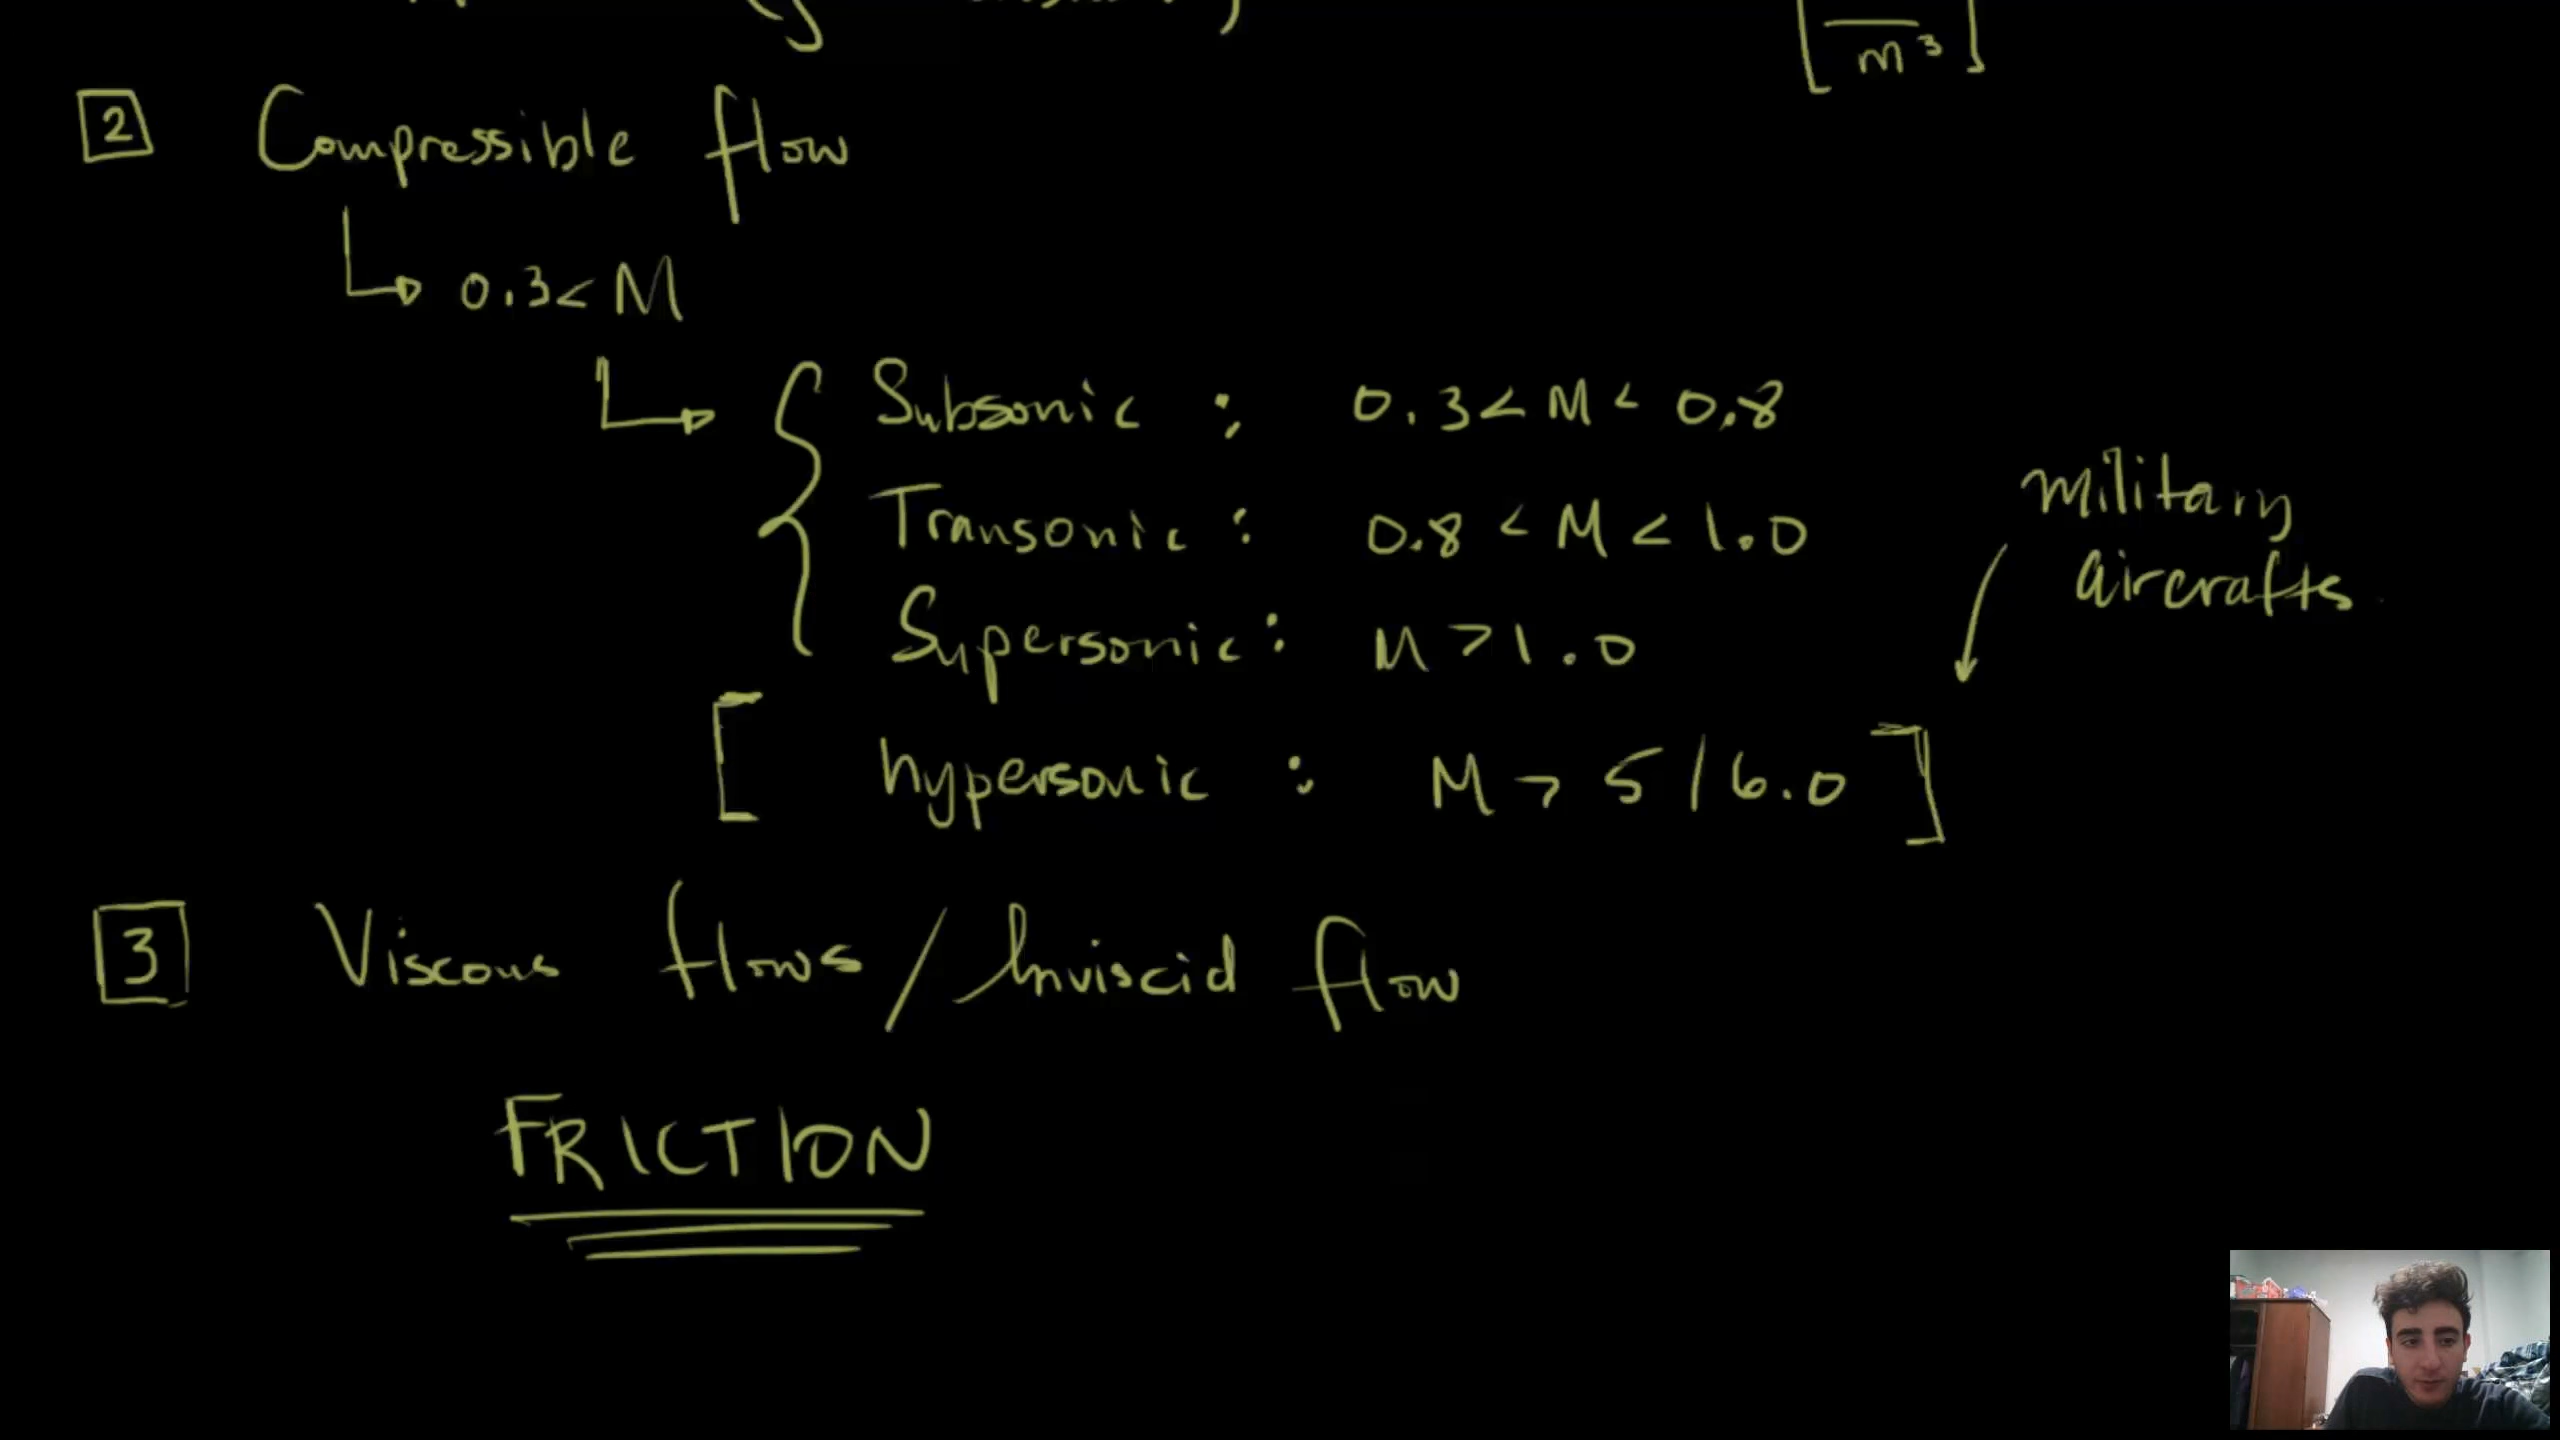 m³
2 Compressible flow
0.3 < M
Subsonic : 0.3 < M < 0.8
Transonic : 0.8 < M < 1.0
military
aircrafts
Supersonic : M > 1.0
[ hypersonic : M > 5 / 6.0 ]
3 Viscous flows / Inviscid flow
FRICTION